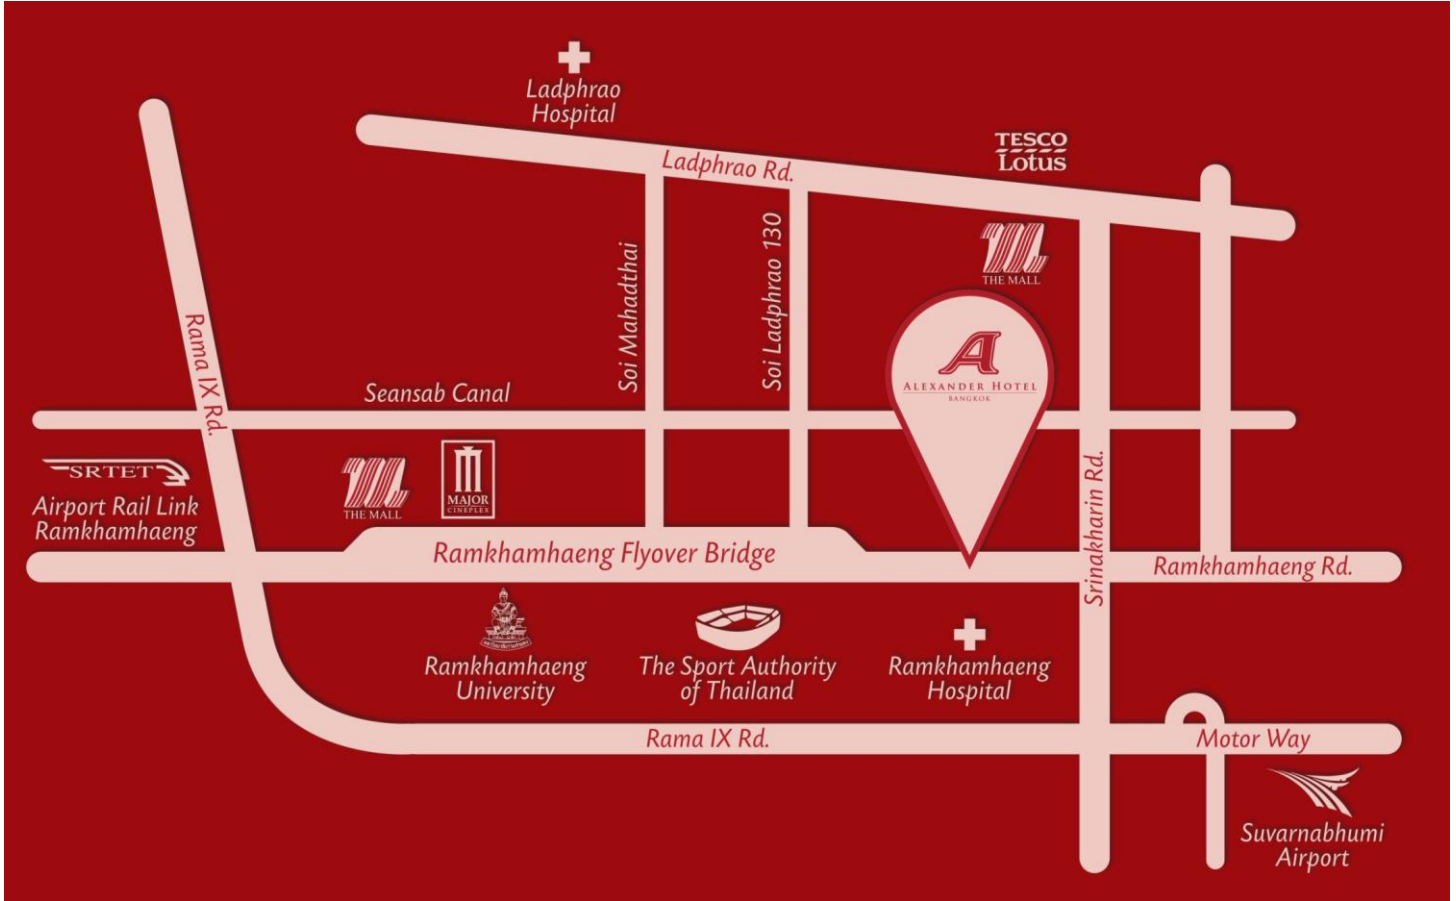 Ladphrao
Hospital
TESCO
Lotus
Ladphrao Rd.
Soi Mahadthai
Soi Ladphrao 130
THE MALL
A
ALEXANDER HOTEL
BANGKOK
Rama IX Rd.
Seansab Canal
SRTET
Airport Rail Link
Ramkhamhaeng
THE MALL
MAJOR
CINEPLEX
Srinakharin Rd.
Ramkhamhaeng Flyover Bridge
Ramkhamhaeng Rd.
Ramkhamhaeng
University
The Sport Authority
of Thailand
Ramkhamhaeng
Hospital
Rama IX Rd.
Motor Way
Suvarnabhumi
Airport